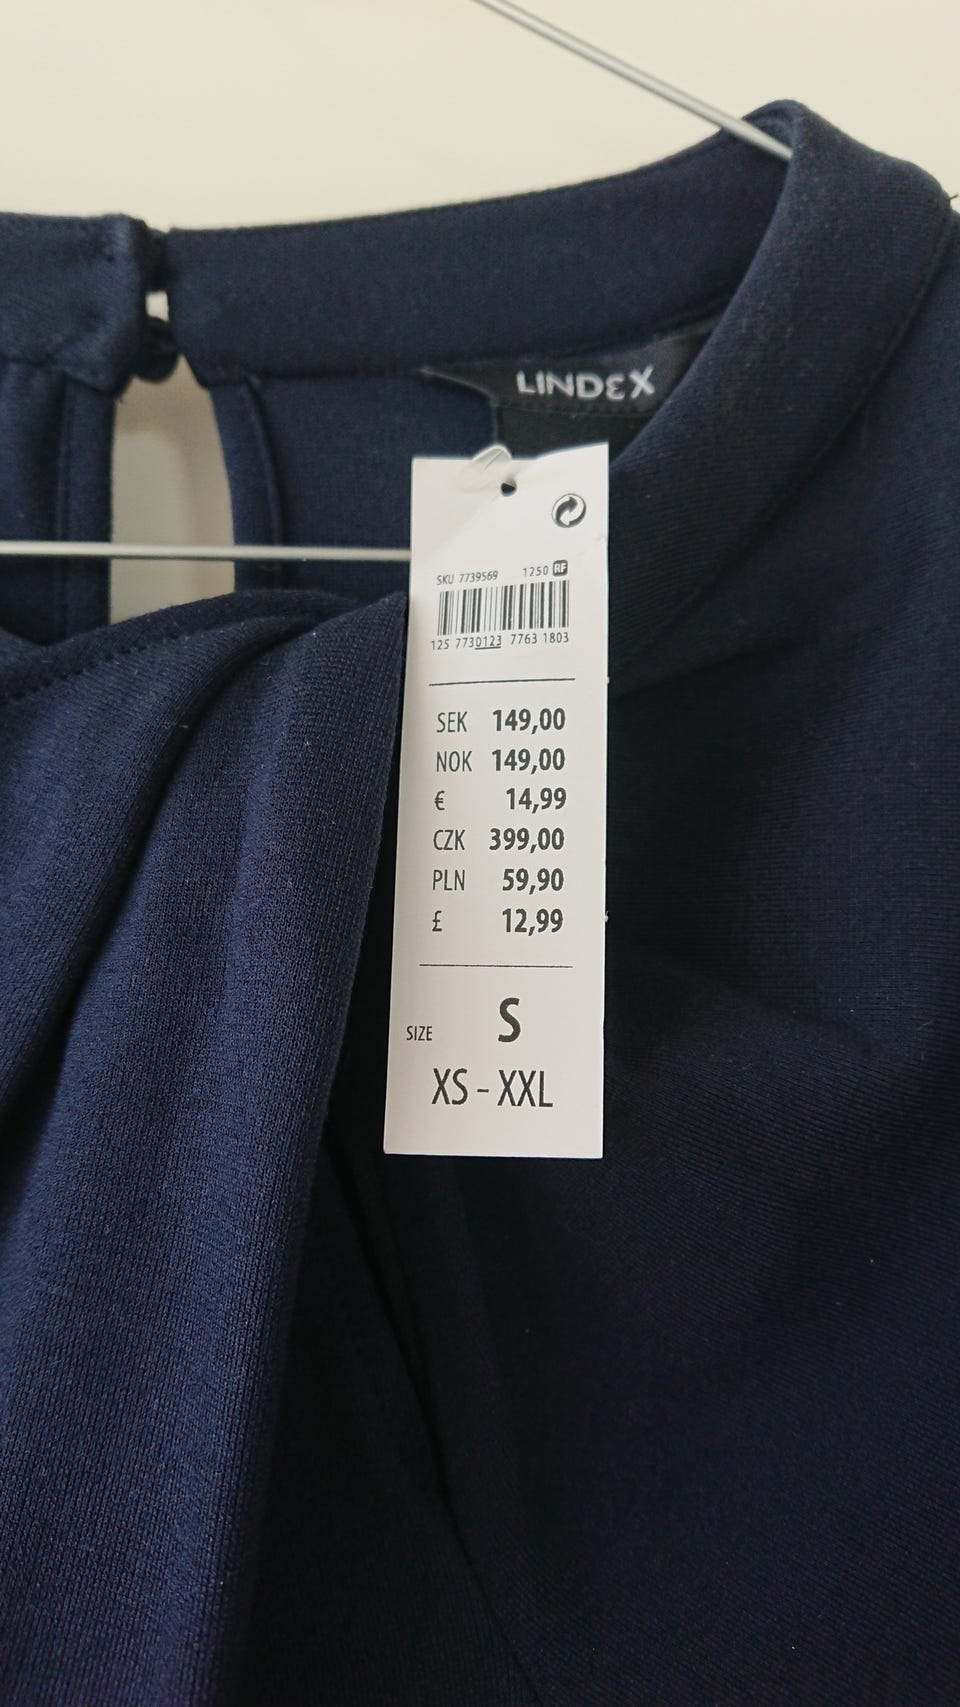 LINDEX
SKU 7739569 1250 RF
125 7730123 7763 1803
SEK 149,00
NOK 149,00
€ 14,99
CZK 399,00
PLN 59,90
£ 12,99
SIZE S
XS - XXL